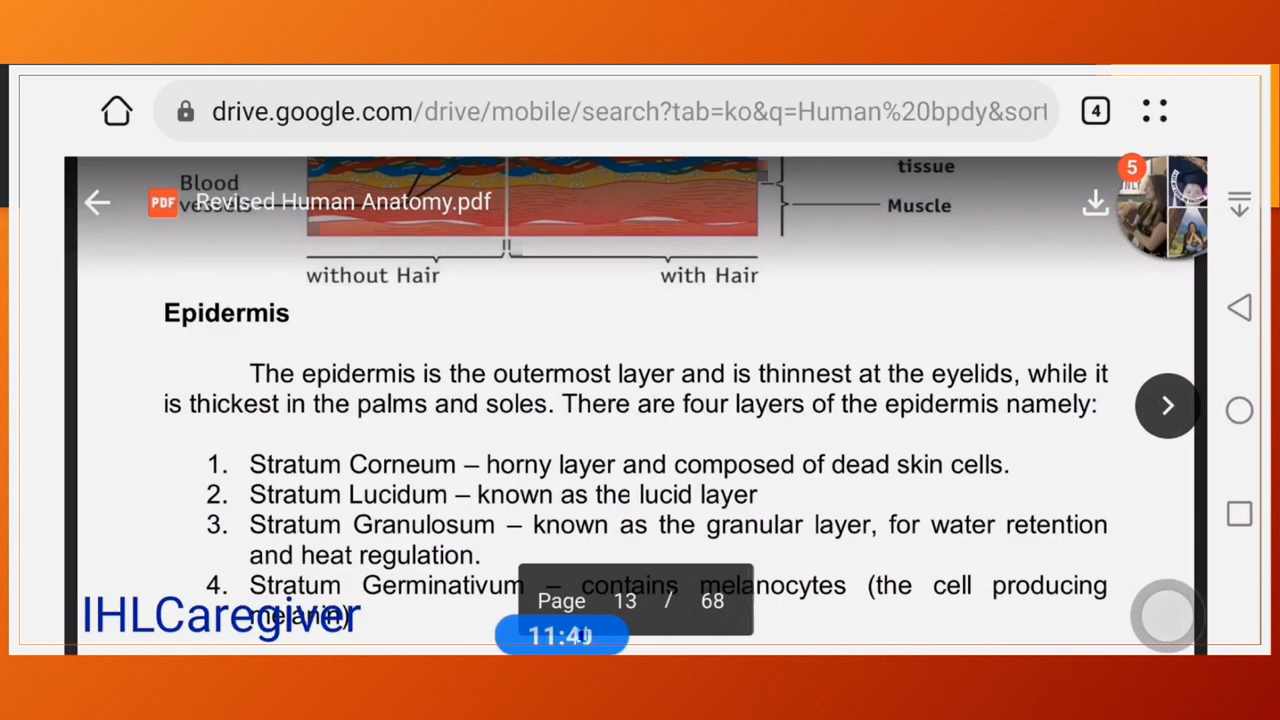 4
drive.google.com/drive/mobile/search?tab=ko&q=Human%20bpdy&sort
tissue
5
Blood
vessels
PDF Revised Human Anatomy.pdf
Muscle
without Hair
with Hair
Epidermis
The epidermis is the outermost layer and is thinnest at the eyelids, while it
is thickest in the palms and soles. There are four layers of the epidermis namely:
1. Stratum Corneum – horny layer and composed of dead skin cells.
2. Stratum Lucidum – known as the lucid layer
3. Stratum Granulosum – known as the granular layer, for water retention
and heat regulation.
4. Stratum Germinativum – contains melanocytes (the cell producing
melanin)
Page 13 / 68
IHLCaregiver